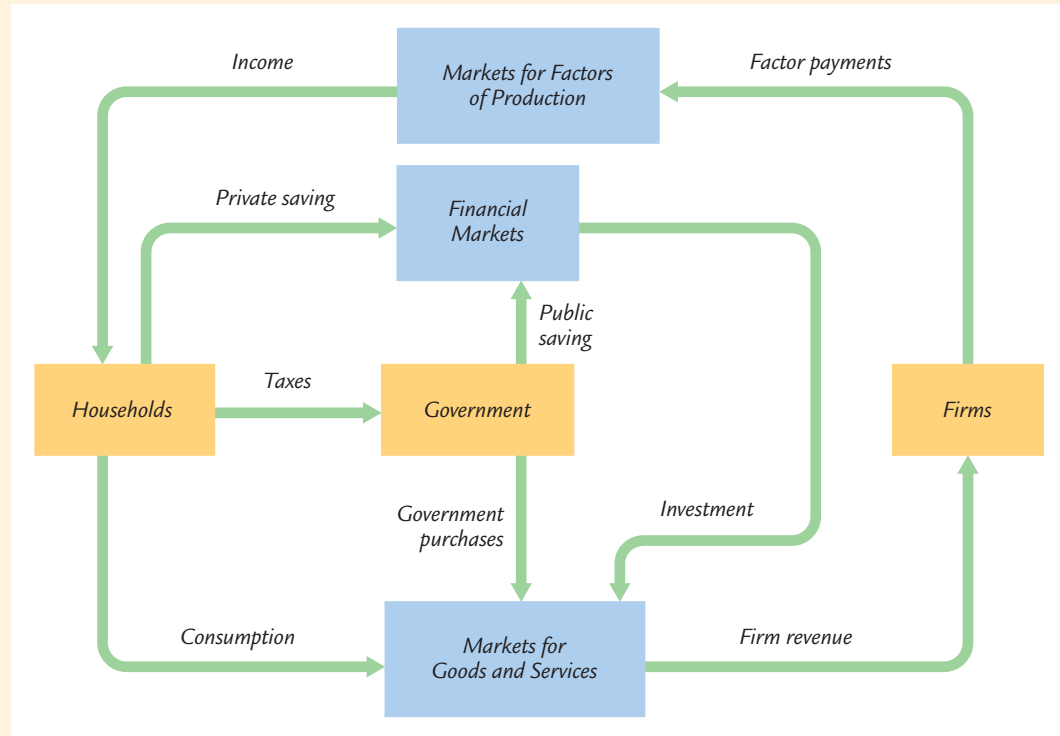 Income
Markets for Factors
of Production
Factor payments
Private saving
Financial
Markets
Public
saving
Households
Taxes
Government
Firms
Government
purchases
Investment
Consumption
Markets for
Goods and Services
Firm revenue